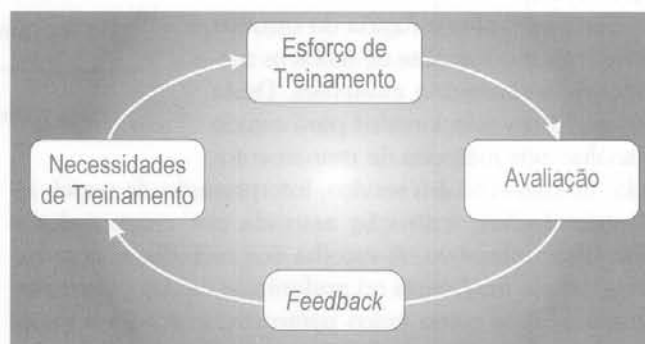 Esforço de
Treinamento
Necessidades
de Treinamento
Avaliação
Feedback